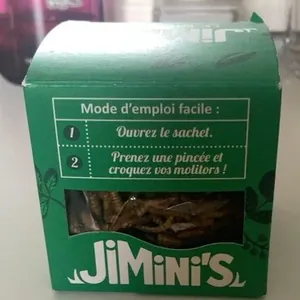 Mode d'emploi facile :
1 Ouvrez le sachet.
2 Prenez une pincée et
croquez vos molitors !
JiMiNi'S